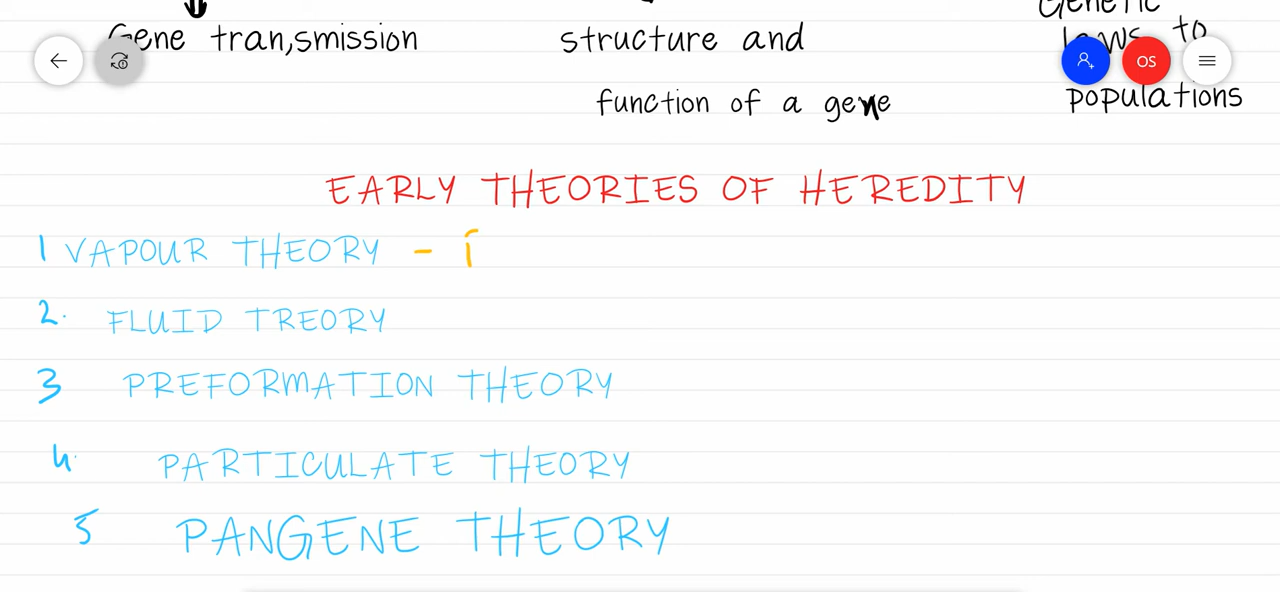 Genetic
Gene tran,smission structure and laws to
function of a gene populations
OS
EARLY THEORIES OF HEREDITY
1 VAPOUR THEORY -
2. FLUID TREORY
3 PREFORMATION THEORY
4. PARTICULATE THEORY
5 PANGENE THEORY